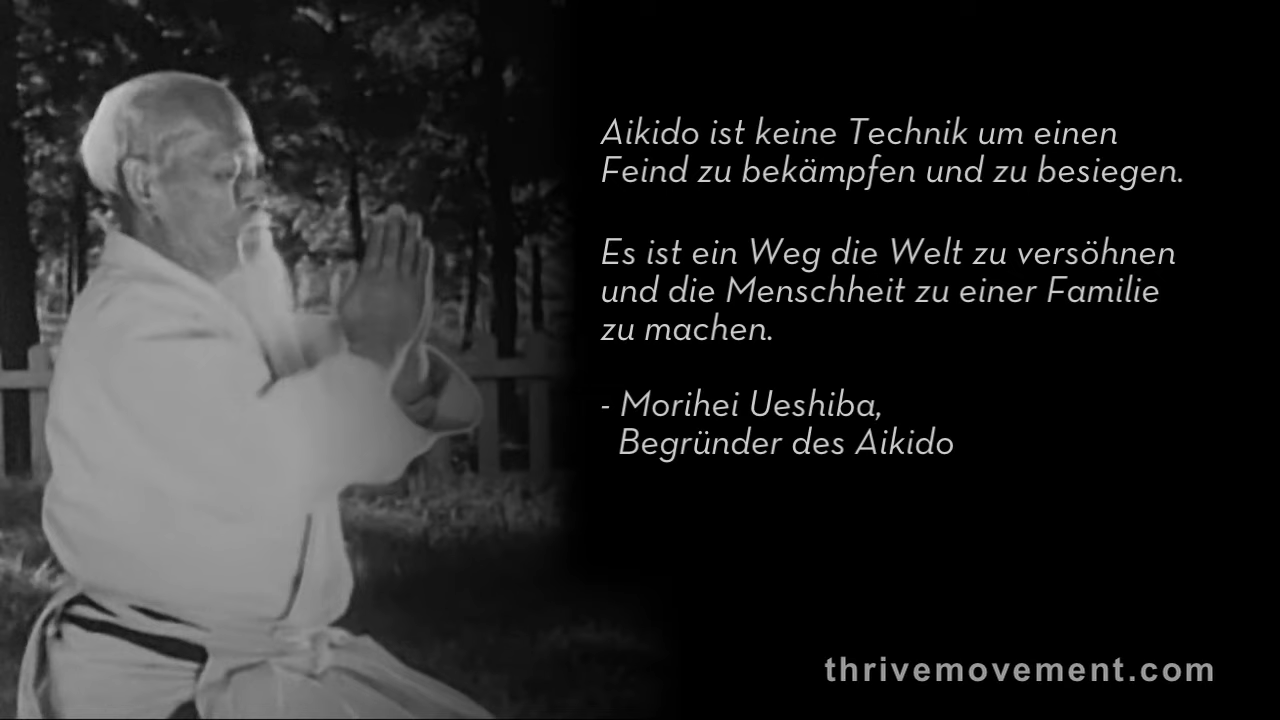 Aikido ist keine Technik um einen
Feind zu bekämpfen und zu besiegen.
Es ist ein Weg die Welt zu versöhnen
und die Menschheit zu einer Familie
zu machen.
- Morihei Ueshiba,
Begründer des Aikido
thrivemovement.com